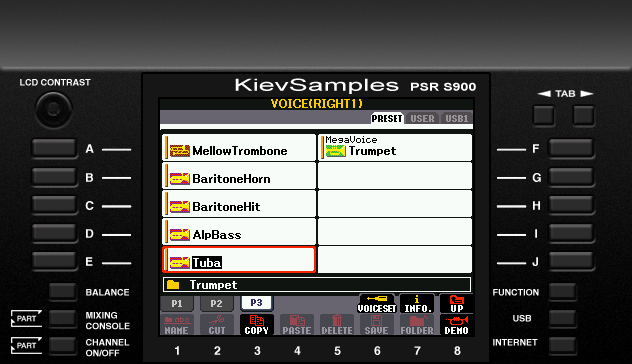 LCD CONTRAST
KievSamples PSR S900
TAB
VOICE(RIGHT1)
PRESET USER USB1
A
MellowTrombone
MegaVoice
Trumpet
F
B
BaritoneHorn
G
C
BaritoneHit
H
D
AlpBass
I
E
Tuba
J
Trumpet
BALANCE
P1 P2 P3
VOICESET INFO. UP
FUNCTION
PART
MIXING
CONSOLE
NAME CUT COPY PASTE DELETE SAVE FOLDER DEMO
USB
PART
CHANNEL
ON/OFF
1 2 3 4 5 6 7 8
INTERNET